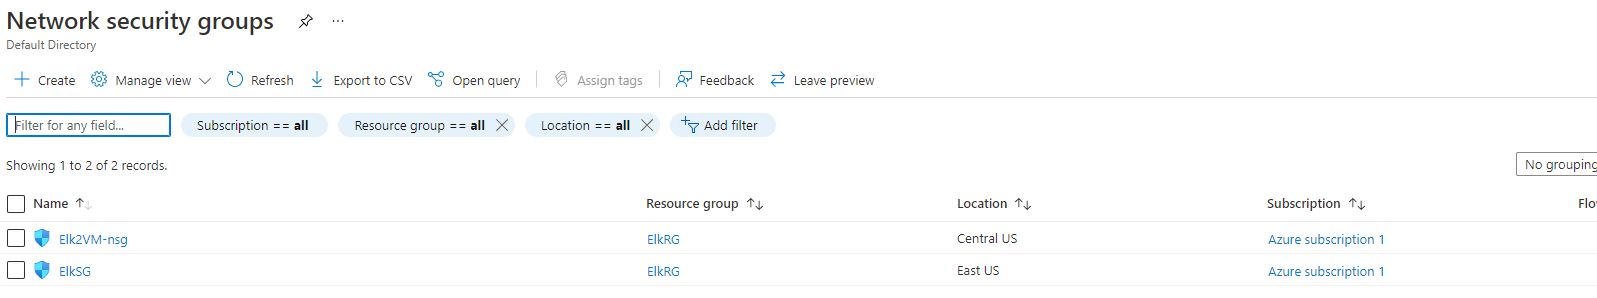 Network security groups ...
Default Directory
Create Manage view Refresh Export to CSV Open query Assign tags Feedback Leave preview
Filter for any field... Subscription == all Resource group == all Location == all Add filter
Showing 1 to 2 of 2 records. No grouping
Name Resource group Location Subscription Flo
Elk2VM-nsg ElkRG Central US Azure subscription 1
ElkSG ElkRG East US Azure subscription 1